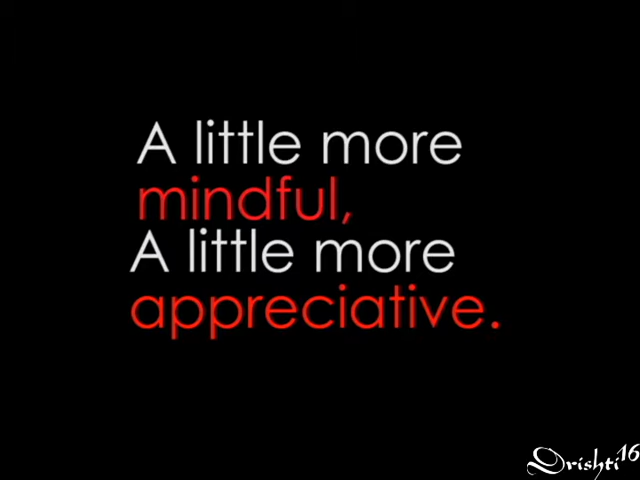 A little more
mindful,
A little more
appreciative.
Drishti16